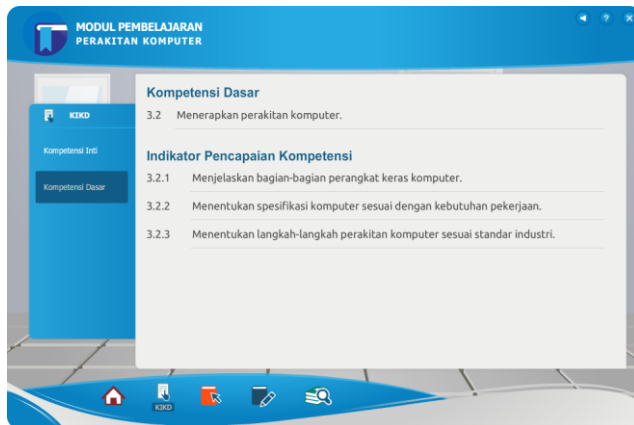 MODUL PEMBELAJARAN
PERAKITAN KOMPUTER
KIKD
Kompetensi Inti
Kompetensi Dasar
Kompetensi Dasar
3.2 Menerapkan perakitan komputer.
Indikator Pencapaian Kompetensi
3.2.1 Menjelaskan bagian-bagian perangkat keras komputer.
3.2.2 Menentukan spesifikasi komputer sesuai dengan kebutuhan pekerjaan.
3.2.3 Menentukan langkah-langkah perakitan komputer sesuai standar industri.
KIKD